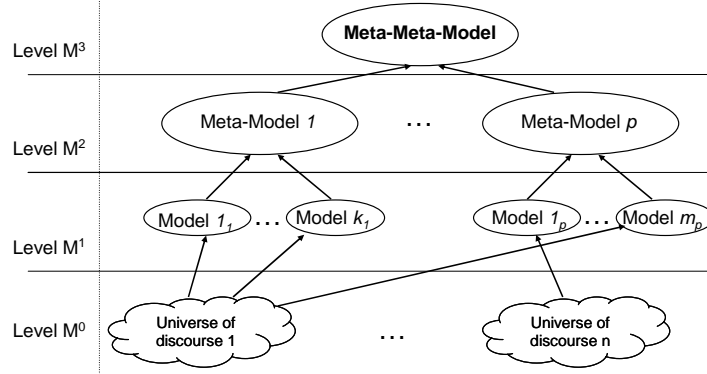 Level M³
Meta-Meta-Model
Level M²
Meta-Model 1
...
Meta-Model p
Level M¹
Model 1₁
...
Model k₁
Model 1ₚ
...
Model mₚ
Level M⁰
Universe of
discourse 1
...
Universe of
discourse n